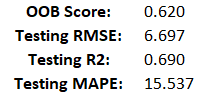 OOB Score: 0.620
Testing RMSE: 6.697
Testing R2: 0.690
Testing MAPE: 15.537